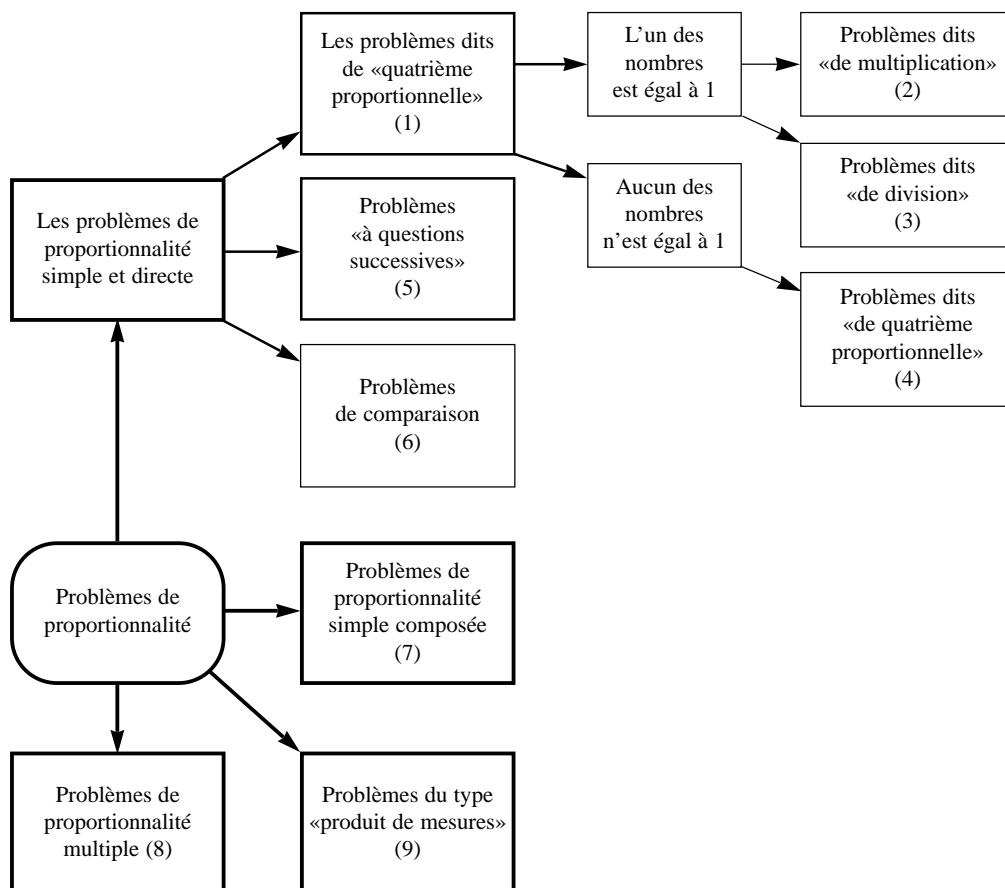 Les problèmes dits
de «quatrième
proportionnelle»
(1)
L'un des
nombres
est égal à 1
Problèmes dits
«de multiplication»
(2)
Problèmes dits
«de division»
(3)
Aucun des
nombres
n'est égal à 1
Les problèmes de
proportionnalité
simple et directe
Problèmes
«à questions
successives»
(5)
Problèmes dits
«de quatrième
proportionnelle»
(4)
Problèmes
de comparaison
(6)
Problèmes de
proportionnalité
Problèmes de
proportionnalité
simple composée
(7)
Problèmes de
proportionnalité
multiple (8)
Problèmes du type
«produit de mesures»
(9)